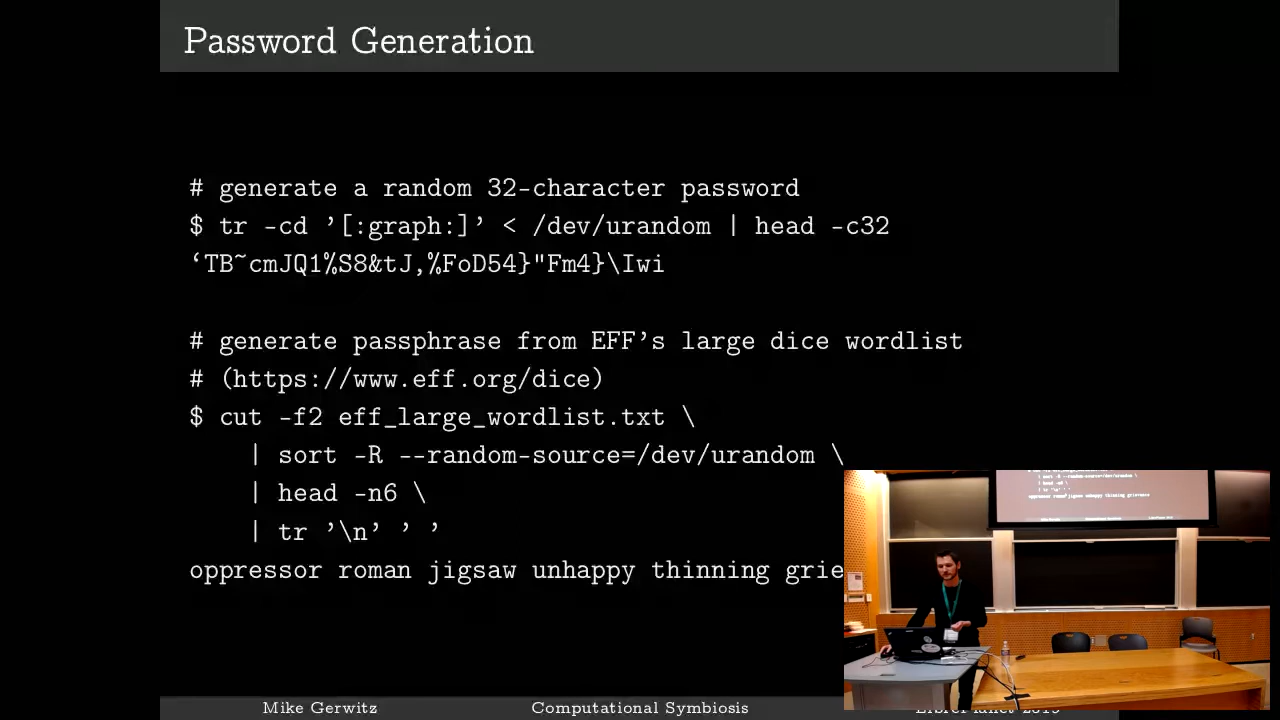 Password Generation
# generate a random 32-character password
$ tr -cd '[:graph:]' < /dev/urandom | head -c32
‘TB~cmJQ1%S8&tJ,%FoD54}"Fm4}\Iwi
# generate passphrase from EFF's large dice wordlist
# (https://www.eff.org/dice)
$ cut -f2 eff_large_wordlist.txt \
| sort -R --random-source=/dev/urandom \
| head -n6 \
| tr '\n' ' '
oppressor roman jigsaw unhappy thinning grie
Mike Gerwitz Computational Symbiosis